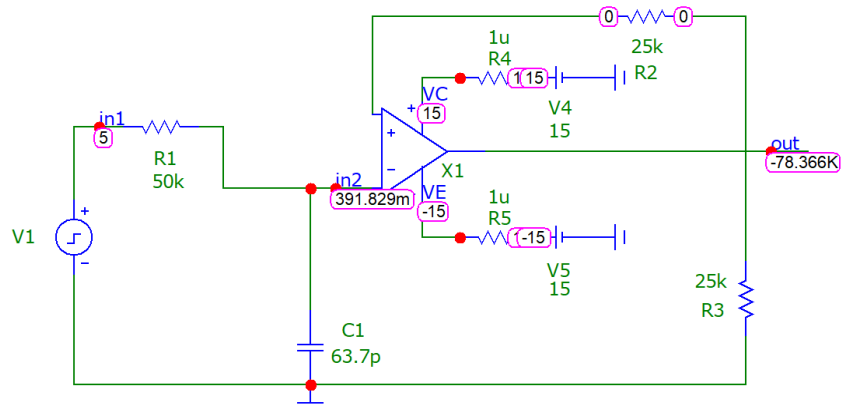 0 0
1u
25k
R4
R2
in1
VC
15
15
V4
5
15
out
-78.366K
R1
50k
in2
391.829m
X1
VE
-15
1u
R5
V1
-15
V5
15
25k
R3
C1
63.7p